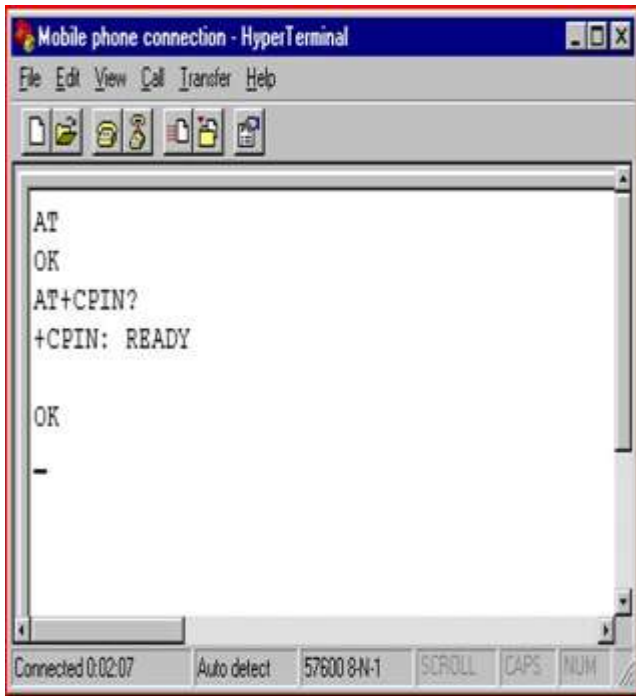 Mobile phone connection - HyperTerminal
File Edit View Call Transfer Help
AT
OK
AT+CPIN?
+CPIN: READY
OK
Connected 0:02:07 Auto detect 57600 8-N-1 SCROLL CAPS NUM